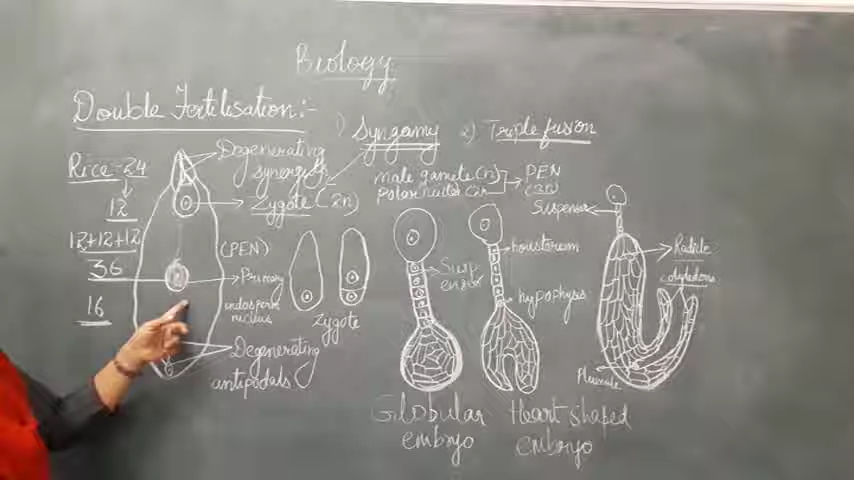 Biology
Double Fertilisation:-
1) Syngamy 2) Triple fusion
Rice-24
12
12+12+12
36
16
Degenerating
synergids
Zygote (2n)
male gamete (n)
Polar nuclei (2n)
PEN
(3n)
(PEN)
Primary
endosperm
nucleus
Degenerating
antipodals
Zygote
Suspensor
Globular
embryo
houstorium
hypophysis
Heart shaped
embryo
Suspensor
Radicle
cotyledons
Plumule